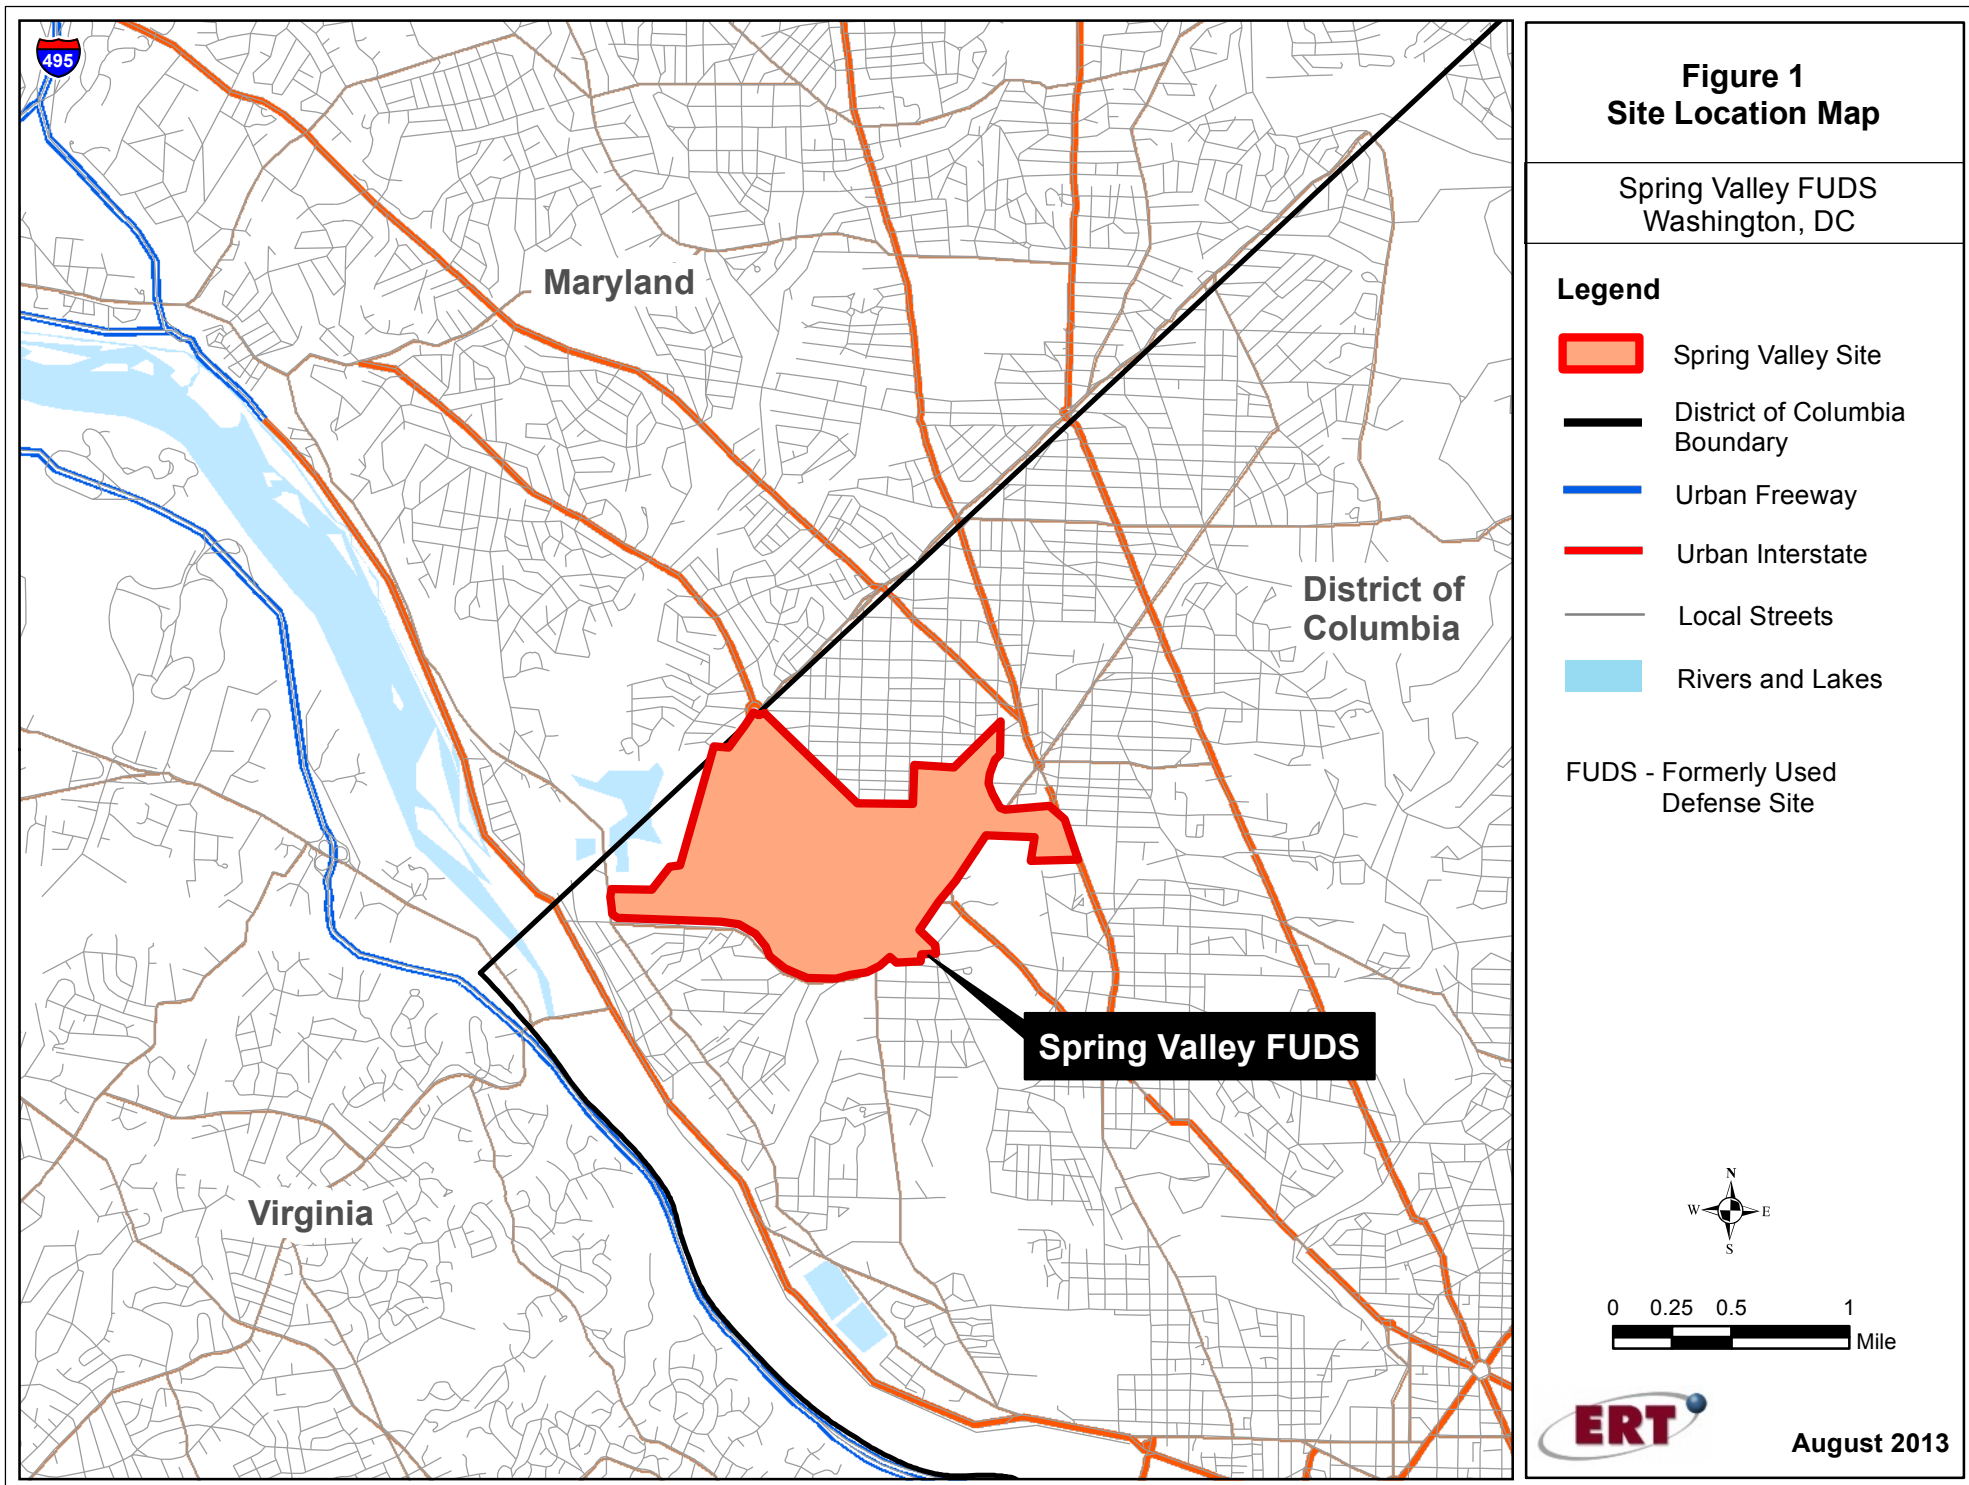 495
Maryland
District of
Columbia
Spring Valley FUDS
Virginia
Figure 1
Site Location Map
Spring Valley FUDS
Washington, DC
Legend
Spring Valley Site
District of Columbia
Boundary
Urban Freeway
Urban Interstate
Local Streets
Rivers and Lakes
FUDS - Formerly Used
Defense Site
N
W E
S
0 0.25 0.5 1
Mile
ERT
August 2013